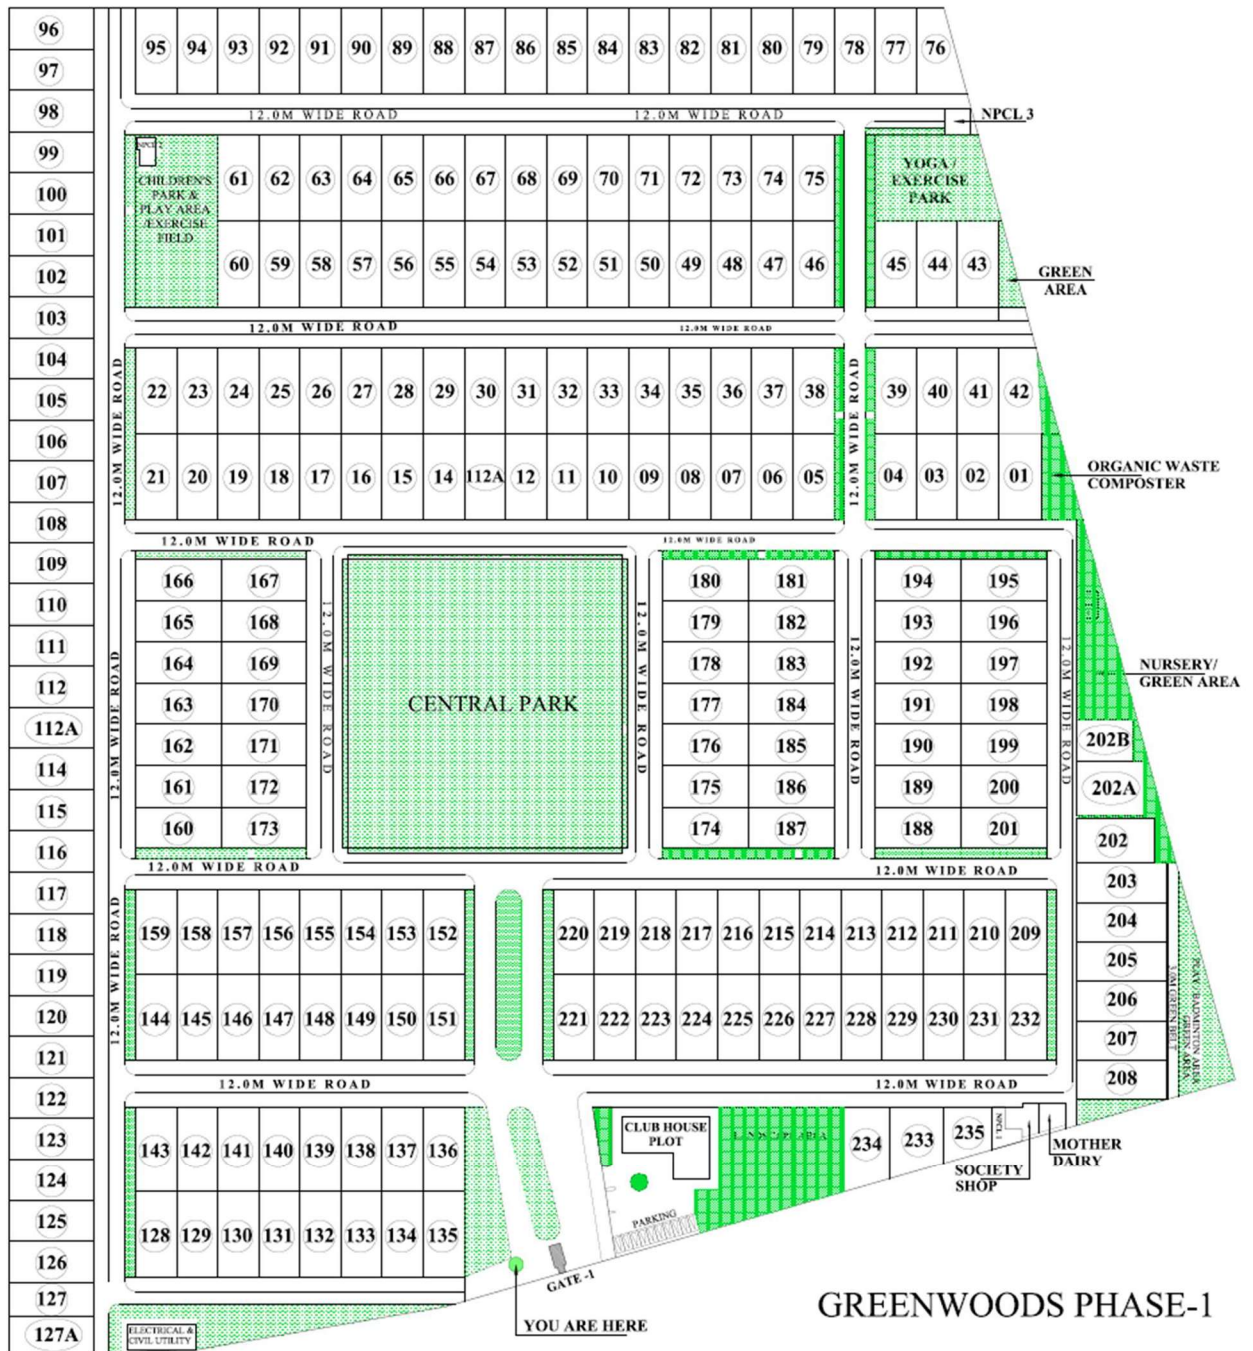 96
97
98
99
100
101
102
103
104
105
106
107
108
109
110
111
112
112A
114
115
116
117
118
119
120
121
122
123
124
125
126
127
127A
95 94 93 92 91 90 89 88 87 86 85 84 83 82 81 80 79 78 77 76
12.0M WIDE ROAD 12.0M WIDE ROAD
NPCL 3
NPCL 2
CHILDREN'S
PARK &
PLAY AREA
/EXERCISE
FIELD
61 62 63 64 65 66 67 68 69 70 71 72 73 74 75
YOGA /
EXERCISE
PARK
60 59 58 57 56 55 54 53 52 51 50 49 48 47 46 45 44 43
GREEN
AREA
12.0M WIDE ROAD 12.0M WIDE ROAD
12.0M WIDE ROAD
22 23 24 25 26 27 28 29 30 31 32 33 34 35 36 37 38 39 40 41 42
12.0M WIDE ROAD
21 20 19 18 17 16 15 14 112A 12 11 10 09 08 07 06 05 04 03 02 01
ORGANIC WASTE
COMPOSTER
12.0M WIDE ROAD 12.0M WIDE ROAD
166 167
165 168
164 169
163 170
162 171
161 172
160 173
12.0M WIDE ROAD
12.0M WIDE ROAD
CENTRAL PARK
12.0M WIDE ROAD
180 181
179 182
178 183
177 184
176 185
175 186
174 187
12.0M WIDE ROAD
194 195
193 196
192 197
191 198
190 199
189 200
188 201
12.0M WIDE ROAD
NURSERY/
GREEN AREA
202B
202A
202
203
204
205
206
207
208
5.0M GREEN BELT
PLAY / BADMINTON AREA
GREEN AREA
12.0M WIDE ROAD 12.0M WIDE ROAD
12.0M WIDE ROAD
159 158 157 156 155 154 153 152 220 219 218 217 216 215 214 213 212 211 210 209
144 145 146 147 148 149 150 151 221 222 223 224 225 226 227 228 229 230 231 232
12.0M WIDE ROAD 12.0M WIDE ROAD
143 142 141 140 139 138 137 136
128 129 130 131 132 133 134 135
CLUB HOUSE
PLOT
LANDSCAPE AREA
234 233 235
NPCL1
SOCIETY
SHOP
MOTHER
DAIRY
PARKING
GATE -1
YOU ARE HERE
ELECTRICAL &
CIVIL UTILITY
GREENWOODS PHASE-1